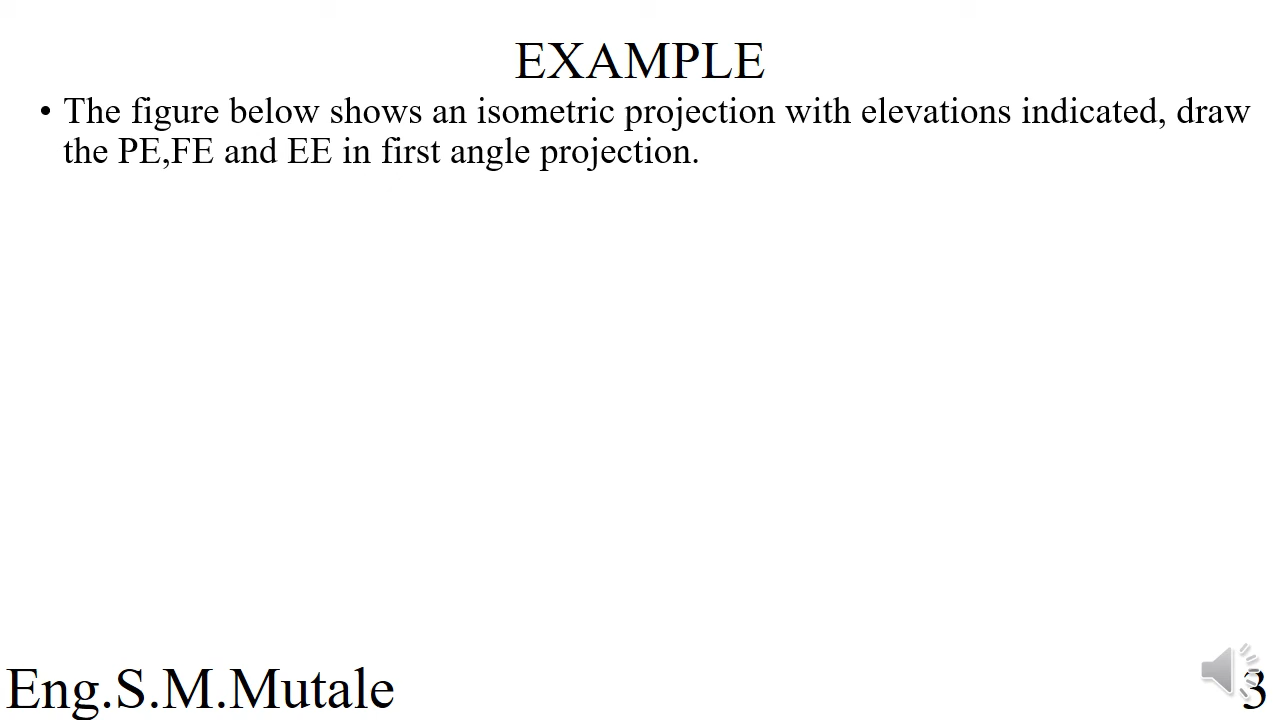 EXAMPLE
• The figure below shows an isometric projection with elevations indicated, draw
the PE,FE and EE in first angle projection.
Eng.S.M.Mutale
3